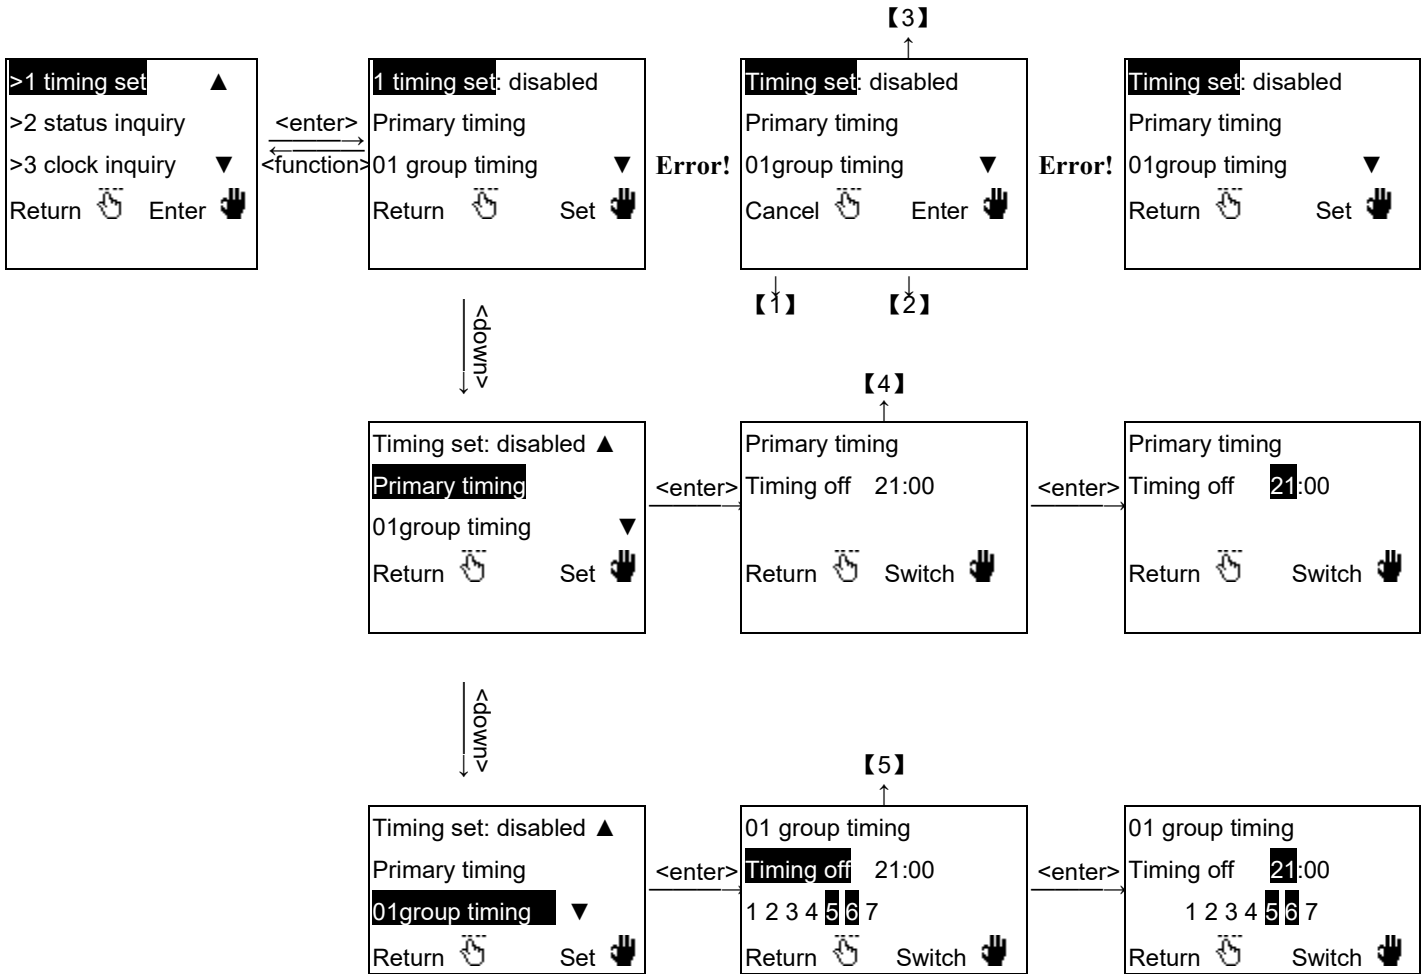 【3】
>1 timing set ▲
>2 status inquiry
>3 clock inquiry ▼
Return Enter
<enter>
<function>
1 timing set: disabled
Primary timing
01 group timing ▼
Return Set
Error!
Timing set: disabled
Primary timing
01group timing ▼
Cancel Enter
Error!
Timing set: disabled
Primary timing
01group timing ▼
Return Set
【1】 【2】
<down>
【4】
Timing set: disabled ▲
Primary timing
01group timing ▼
Return Set
<enter>
Primary timing
Timing off 21:00
Return Switch
<enter>
Primary timing
Timing off 21:00
Return Switch
<down>
【5】
Timing set: disabled ▲
Primary timing
01group timing ▼
Return Set
<enter>
01 group timing
Timing off 21:00
1 2 3 4 5 6 7
Return Switch
<enter>
01 group timing
Timing off 21:00
1 2 3 4 5 6 7
Return Switch